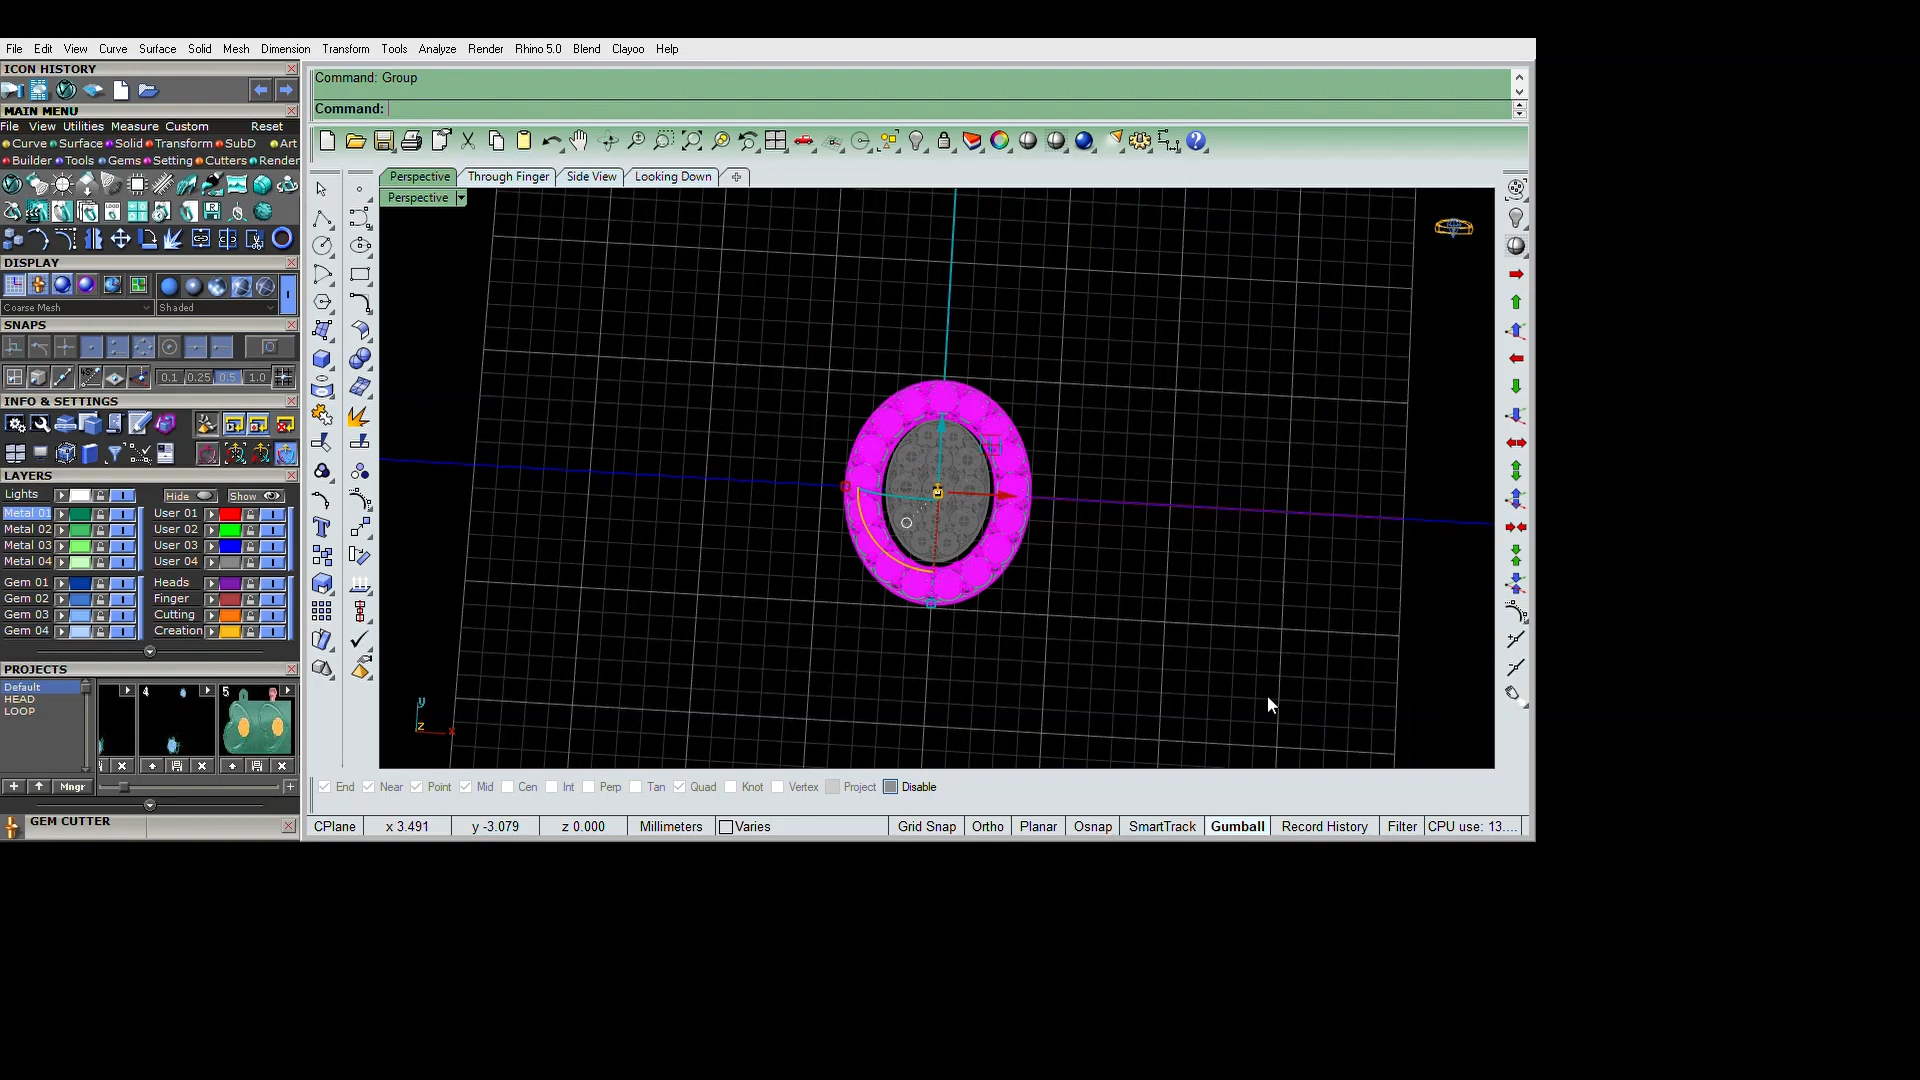 File Edit View Curve Surface Solid Mesh Dimension Transform Tools Analyze Render Rhino 5.0 Blend Clayoo Help
ICON HISTORY
Command: Group
Command:
MAIN MENU
File View Utilities Measure Custom Reset
Curve Surface Solid Transform SubD Art
Builder Tools Gems Setting Cutters Render
Perspective Through Finger Side View Looking Down
Perspective
DISPLAY
Coarse Mesh Shaded
SNAPS
0.1 0.25 0.5 1.0
INFO & SETTINGS
LAYERS
Lights Hide Show
Metal 01 User 01
Metal 02 User 02
Metal 03 User 03
Metal 04 User 04
Gem 01 Heads
Gem 02 Finger
Gem 03 Cutting
Gem 04 Creation
PROJECTS
Default
HEAD
LOOP
4 5
Mngr
GEM CUTTER
y
z x
End Near Point Mid Cen Int Perp Tan Quad Knot Vertex Project Disable
CPlane x 3.491 y -3.079 z 0.000 Millimeters Varies Grid Snap Ortho Planar Osnap SmartTrack Gumball Record History Filter CPU use: 13....